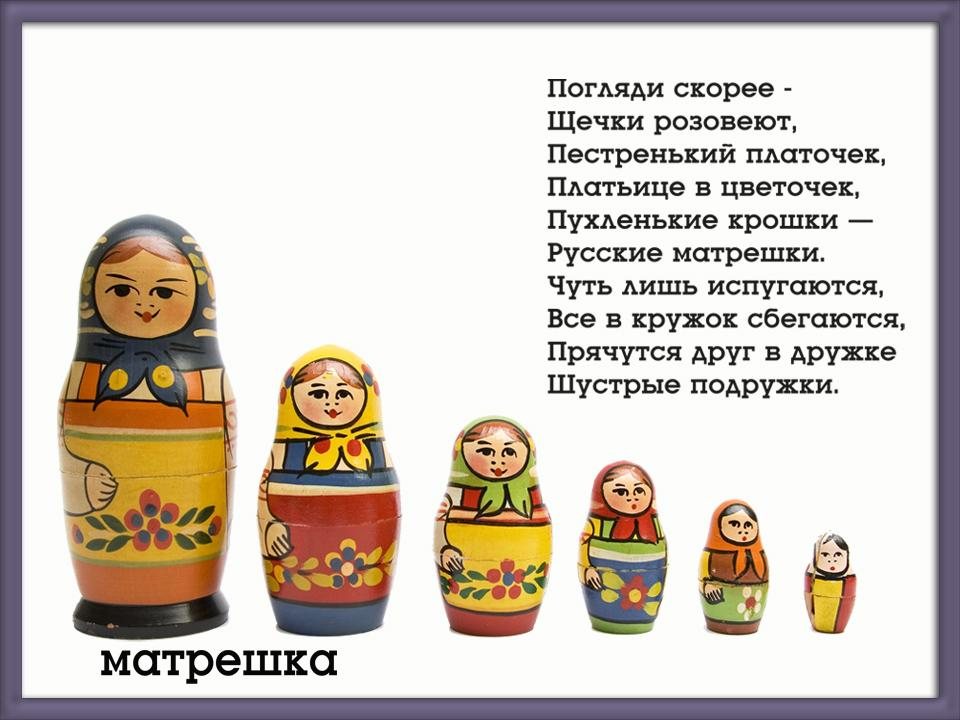 Погляди скорее -
Щечки розовеют,
Пестренький платочек,
Платьице в цветочек,
Пухленькие крошки —
Русские матрешки.
Чуть лишь испугаются,
Все в кружок сбегаются,
Прячутся друг в дружке
Шустрые подружки.
матрешка